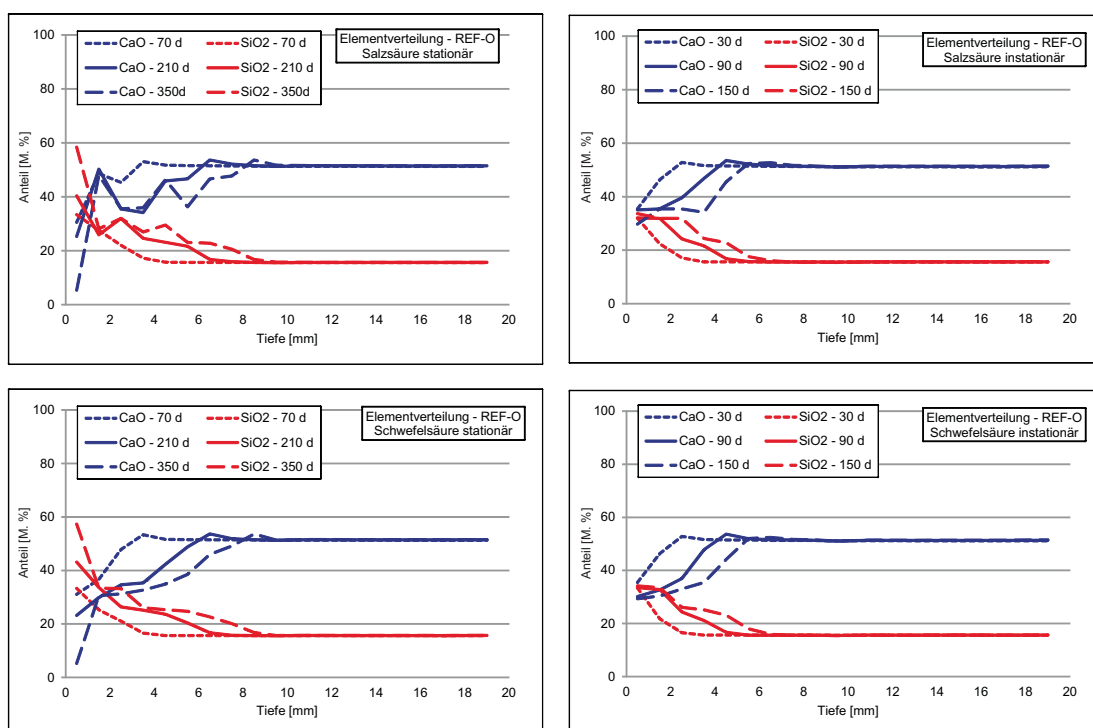 Elementverteilung - REF-O
Salzsäure stationär
CaO - 70 d SiO2 - 70 d
CaO - 210 d SiO2 - 210 d
CaO - 350d SiO2 - 350d
Anteil [M. %]
100
80
60
40
20
0
0 2 4 6 8 10 12 14 16 18 20
Tiefe [mm]
Elementverteilung - REF-O
Salzsäure instationär
CaO - 30 d SiO2 - 30 d
CaO - 90 d SiO2 - 90 d
CaO - 150 d SiO2 - 150 d
Anteil [M. %]
100
80
60
40
20
0
0 2 4 6 8 10 12 14 16 18 20
Tiefe [mm]
Elementverteilung - REF-O
Schwefelsäure stationär
CaO - 70 d SiO2 - 70 d
CaO - 210 d SiO2 - 210 d
CaO - 350 d SiO2 - 350 d
Anteil [M. %]
100
80
60
40
20
0
0 2 4 6 8 10 12 14 16 18 20
Tiefe [mm]
Elementverteilung - REF-O
Schwefelsäure instationär
CaO - 30 d SiO2 - 30 d
CaO - 90 d SiO2 - 90 d
CaO - 150 d SiO2 - 150 d
Anteil [M. %]
100
80
60
40
20
0
0 2 4 6 8 10 12 14 16 18 20
Tiefe [mm]